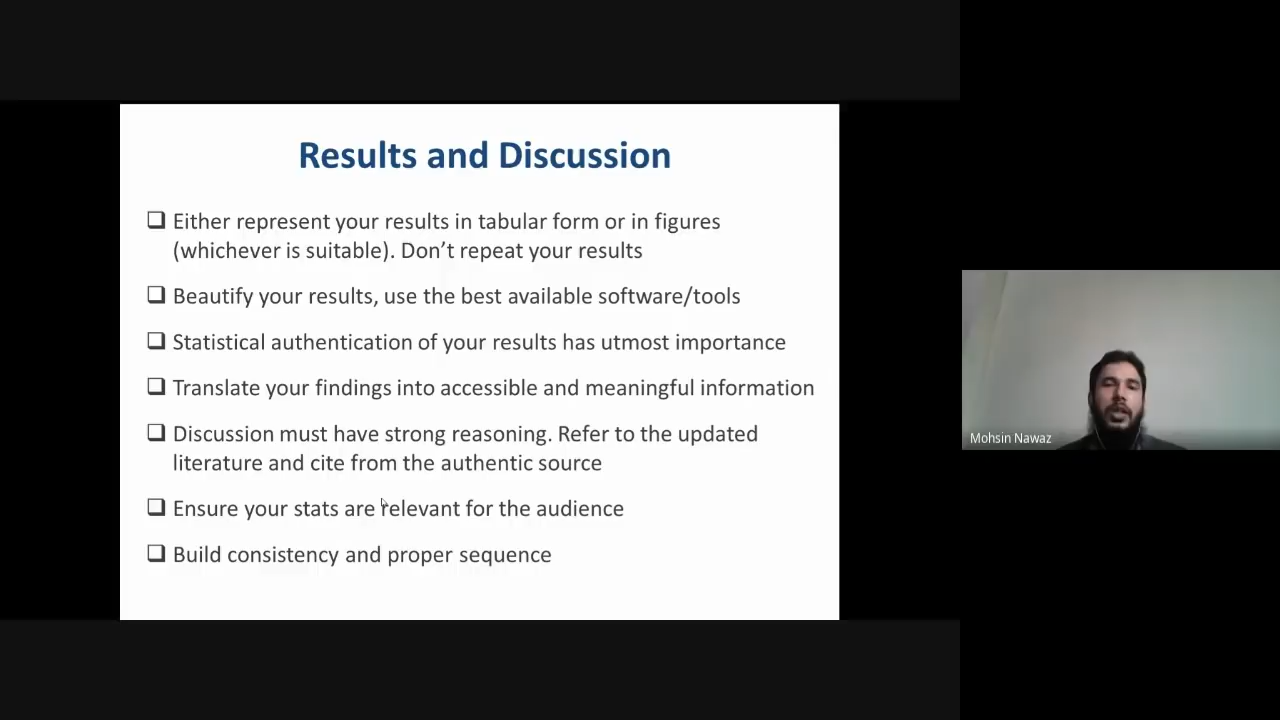 Results and Discussion
Either represent your results in tabular form or in figures
(whichever is suitable). Don’t repeat your results
Beautify your results, use the best available software/tools
Statistical authentication of your results has utmost importance
Translate your findings into accessible and meaningful information
Discussion must have strong reasoning. Refer to the updated
literature and cite from the authentic source
Ensure your stats are relevant for the audience
Build consistency and proper sequence
Mohsin Nawaz